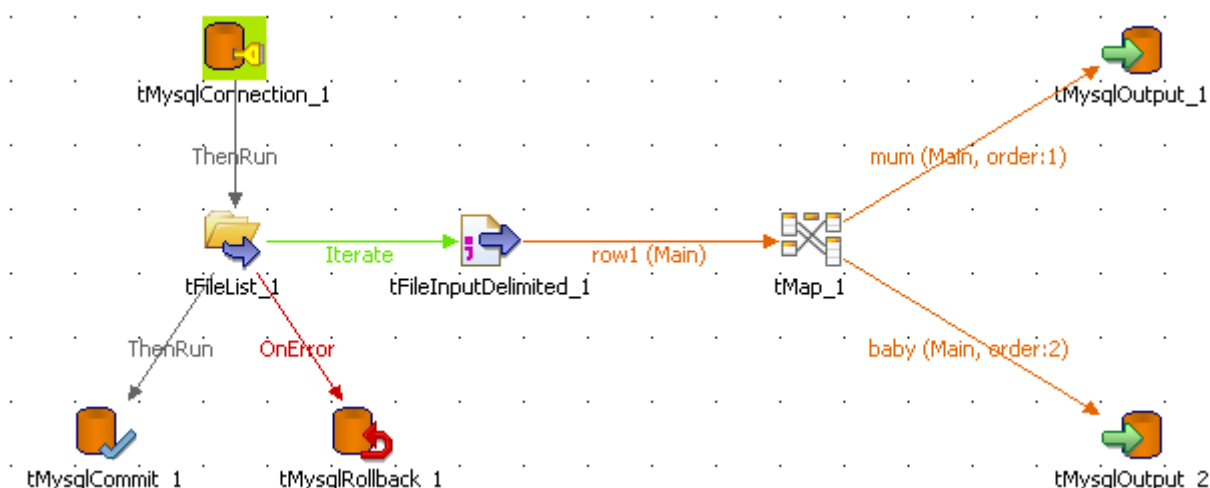 tMysqlConnection_1
tMysqlOutput_1
ThenRun
mum (Main, order:1)
Iterate
row1 (Main)
tFileList_1
tFileInputDelimited_1
tMap_1
ThenRun
OnError
baby (Main, order:2)
tMysqlCommit_1
tMysqlRollback_1
tMysqlOutput_2